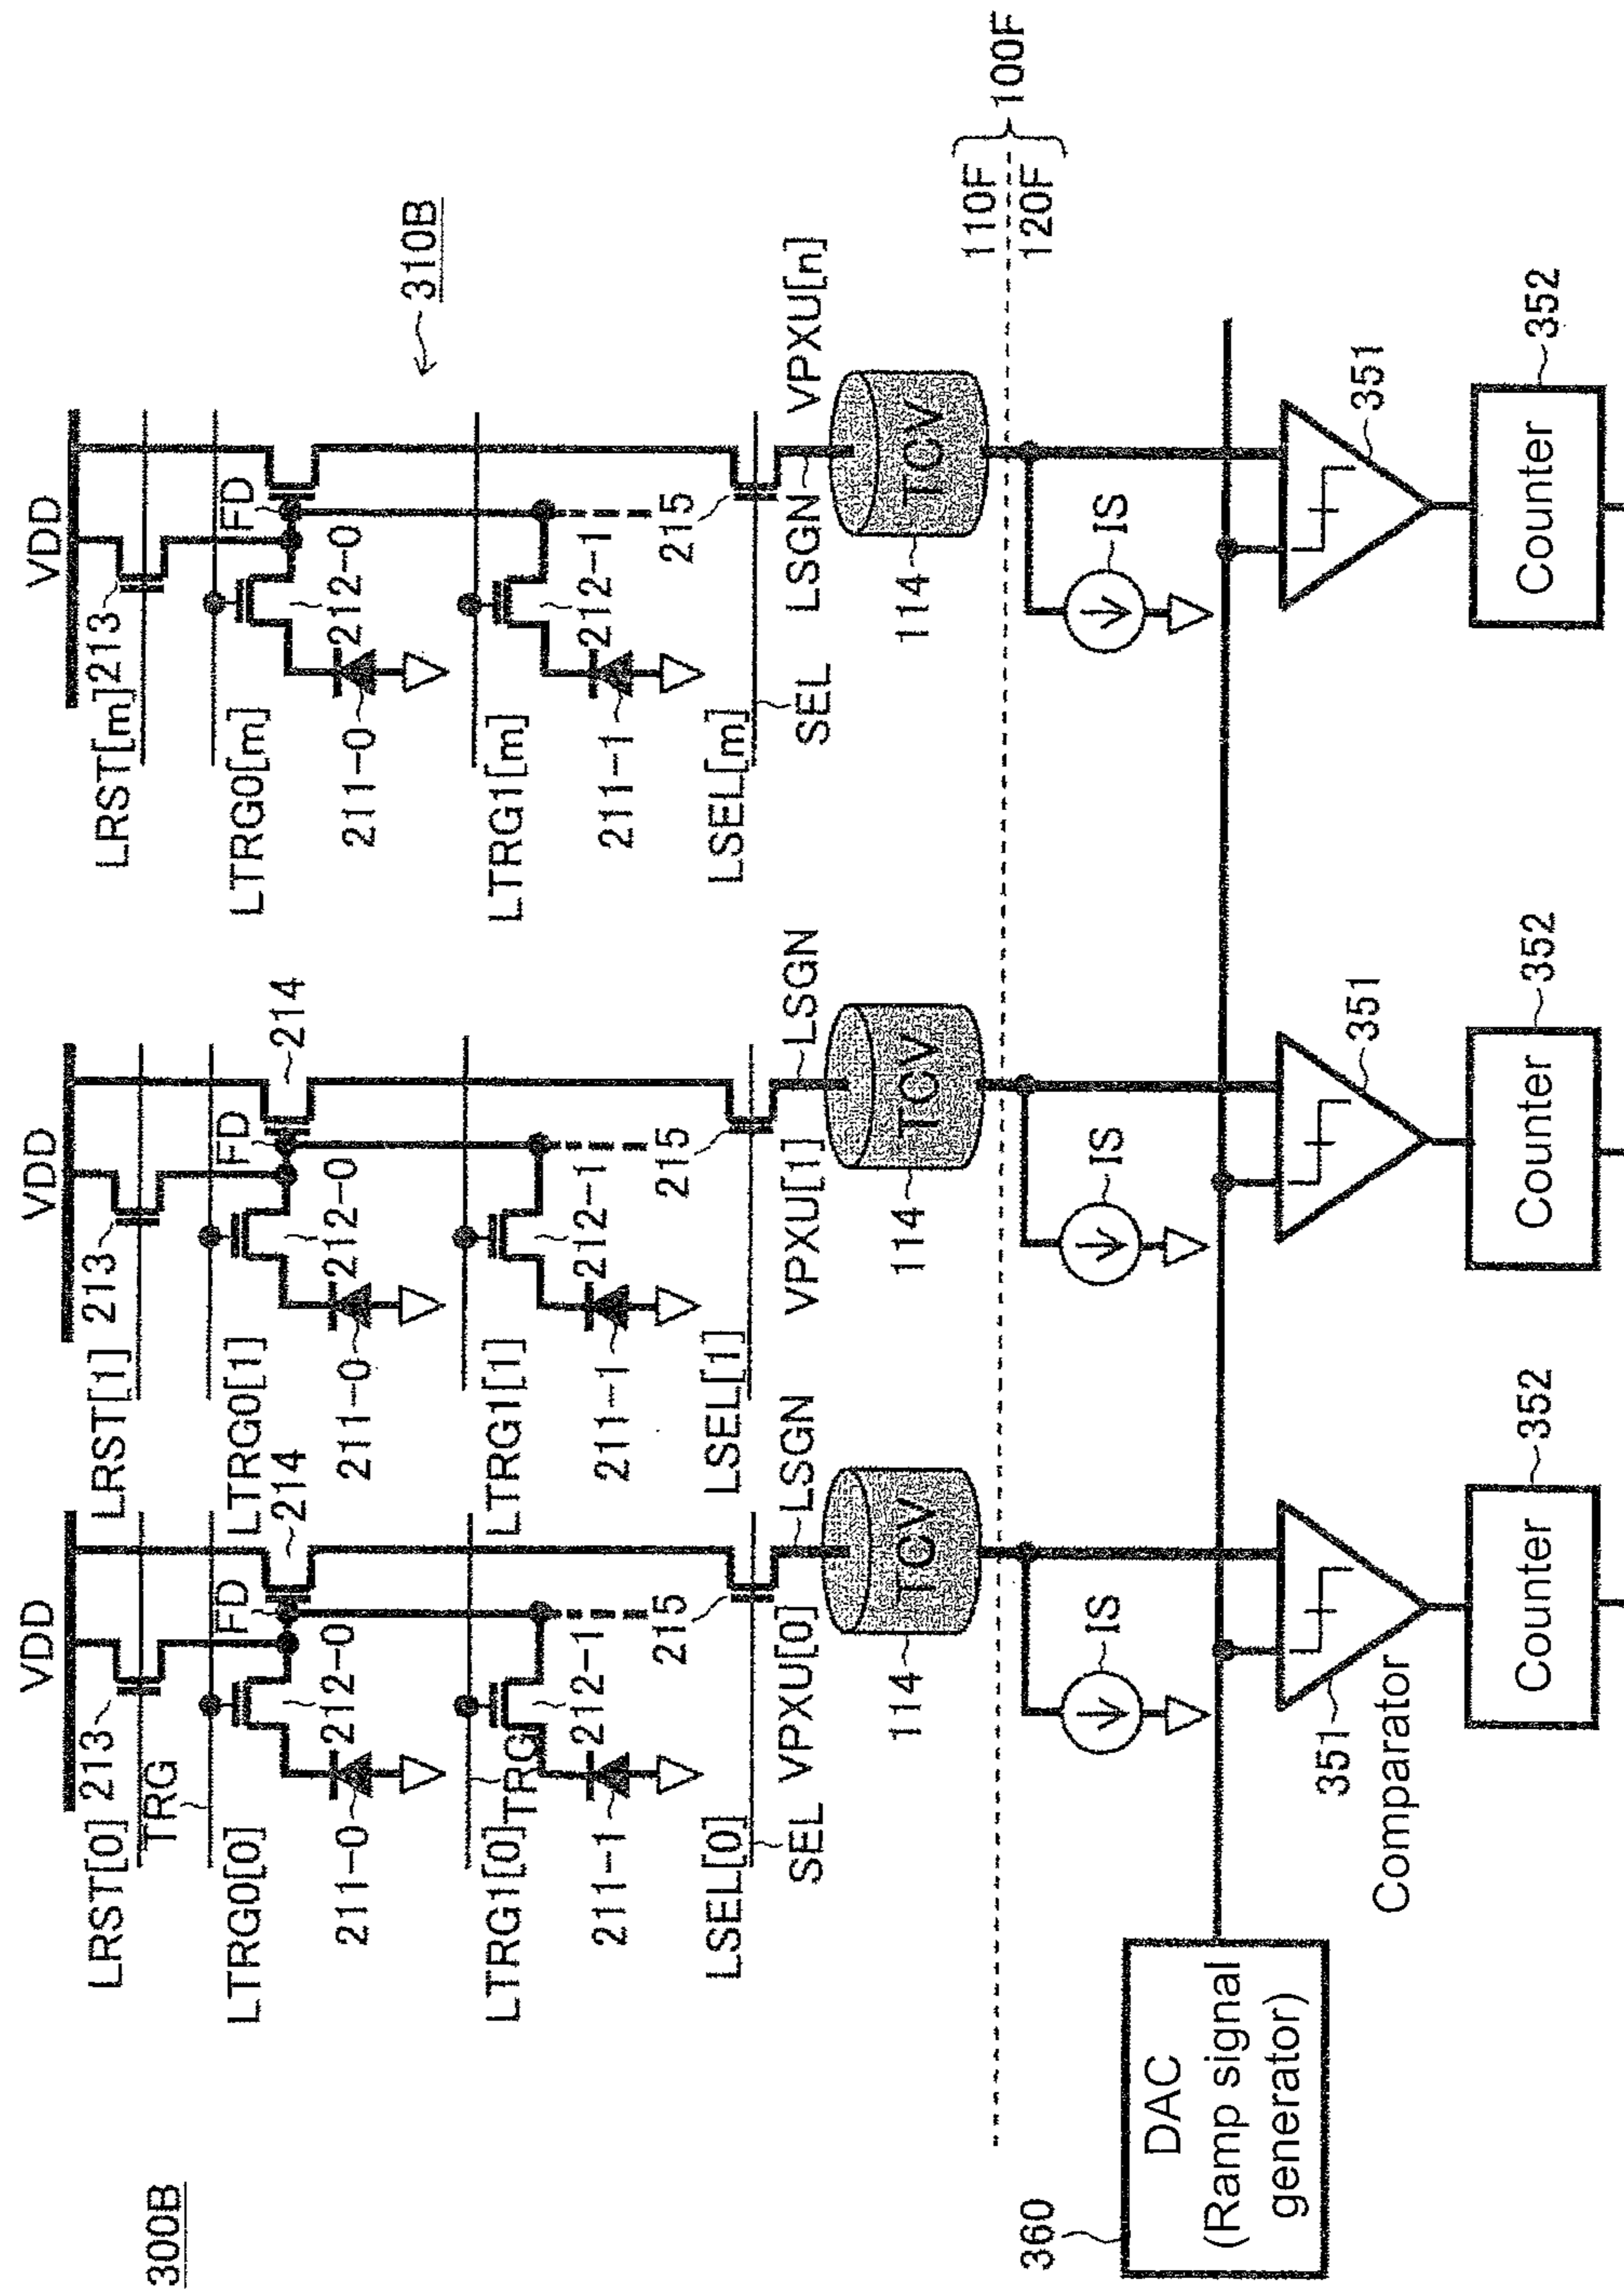 300B
VDD
LRST[0]
213
TRG
LTRG0[0]
FD
214
212-0
211-0
LTRG1[0]
TRG
212-1
211-1
215
LSEL[0]
SEL
VPXU[0]
LSGN
114
TCV
VDD
LRST[1]
213
LTRG0[1]
FD
214
212-0
211-0
LTRG1[1]
212-1
211-1
215
LSEL[1]
VPXU[1]
LSGN
114
TCV
VDD
LRST[m]
213
LTRG0[m]
FD
212-0
211-0
310B
LTRG1[m]
212-1
211-1
215
LSEL[m]
SEL
LSGN
VPXU[n]
114
TCV
110F
120F
100F
IS
IS
IS
360
DAC
(Ramp signal
generator)
351
Comparator
351
351
Counter
352
Counter
352
Counter
352